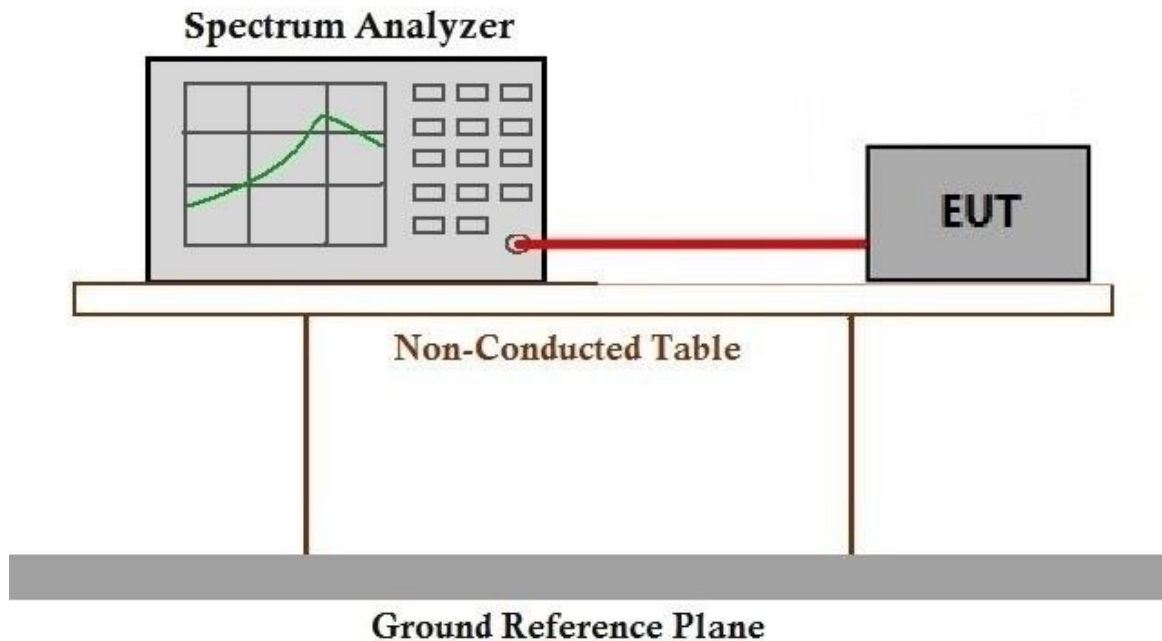 Spectrum Analyzer
EUT
Non-Conducted Table
Ground Reference Plane